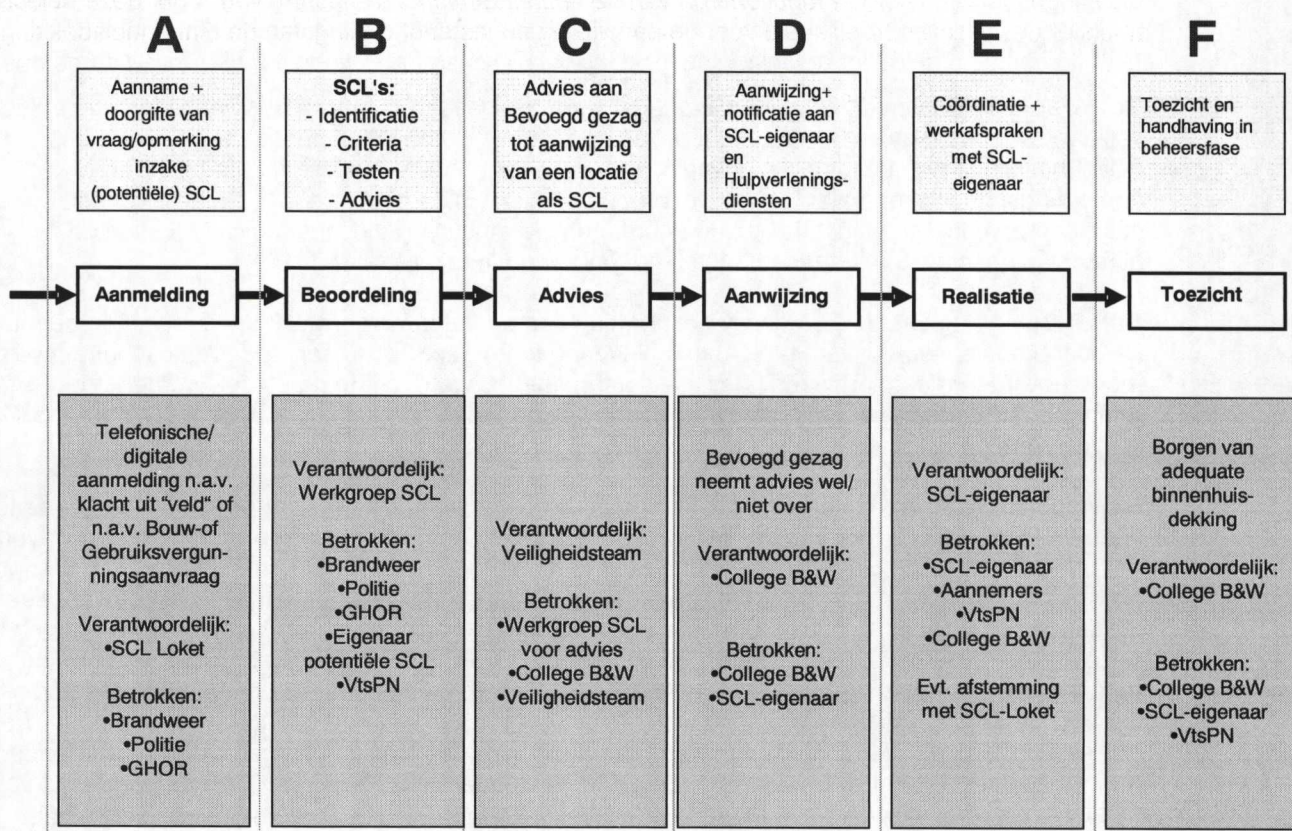 A
B
C
D
E
F
Aanname +
doorgifte van
vraag/opmerking
inzake
(potentiële) SCL
SCL's:
- Identificatie
- Criteria
- Testen
- Advies
Advies aan
Bevoegd gezag
tot aanwijzing
van een locatie
als SCL
Aanwijzing+
notificatie aan
SCL-eigenaar
en
Hulpverlenings-
diensten
Coördinatie +
werkafspraken
met SCL-
eigenaar
Toezicht en
handhaving in
beheersfase
Aanmelding
Beoordeling
Advies
Aanwijzing
Realisatie
Toezicht
Telefonische/
digitale
aanmelding n.a.v.
klacht uit "veld" of
n.a.v. Bouw-of
Gebruiksvergun-
ningsaanvraag
Verantwoordelijk:
•SCL Loket
Betrokken:
•Brandweer
•Politie
•GHOR
Verantwoordelijk:
Werkgroep SCL
Betrokken:
•Brandweer
•Politie
•GHOR
•Eigenaar
potentiële SCL
•VtsPN
Verantwoordelijk:
Veiligheidsteam
Betrokken:
•Werkgroep SCL
voor advies
•College B&W
•Veiligheidsteam
Bevoegd gezag
neemt advies wel/
niet over
Verantwoordelijk:
•College B&W
Betrokken:
•College B&W
•SCL-eigenaar
Verantwoordelijk:
SCL-eigenaar
Betrokken:
•SCL-eigenaar
•Aannemers
•VtsPN
•College B&W
Evt. afstemming
met SCL-Loket
Borgen van
adequate
binnenhuis-
dekking
Verantwoordelijk:
•College B&W
Betrokken:
•College B&W
•SCL-eigenaar
•VtsPN